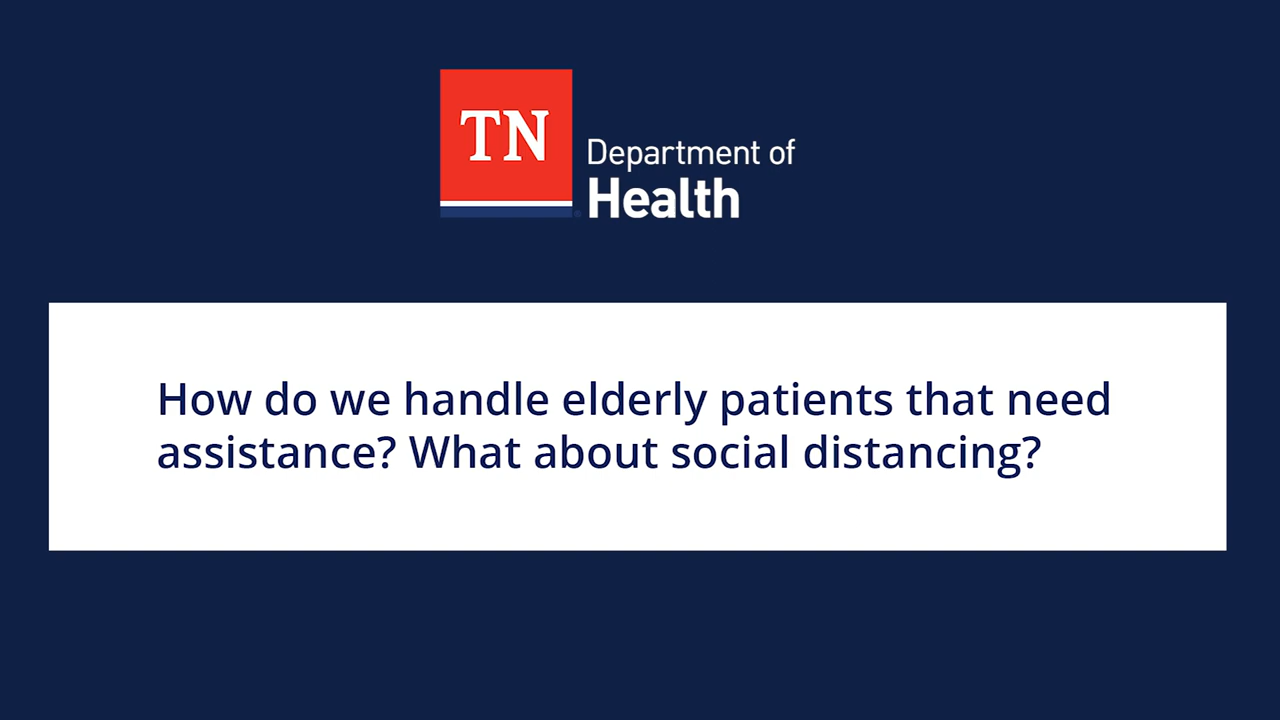 TN
Department of
Health
How do we handle elderly patients that need
assistance? What about social distancing?